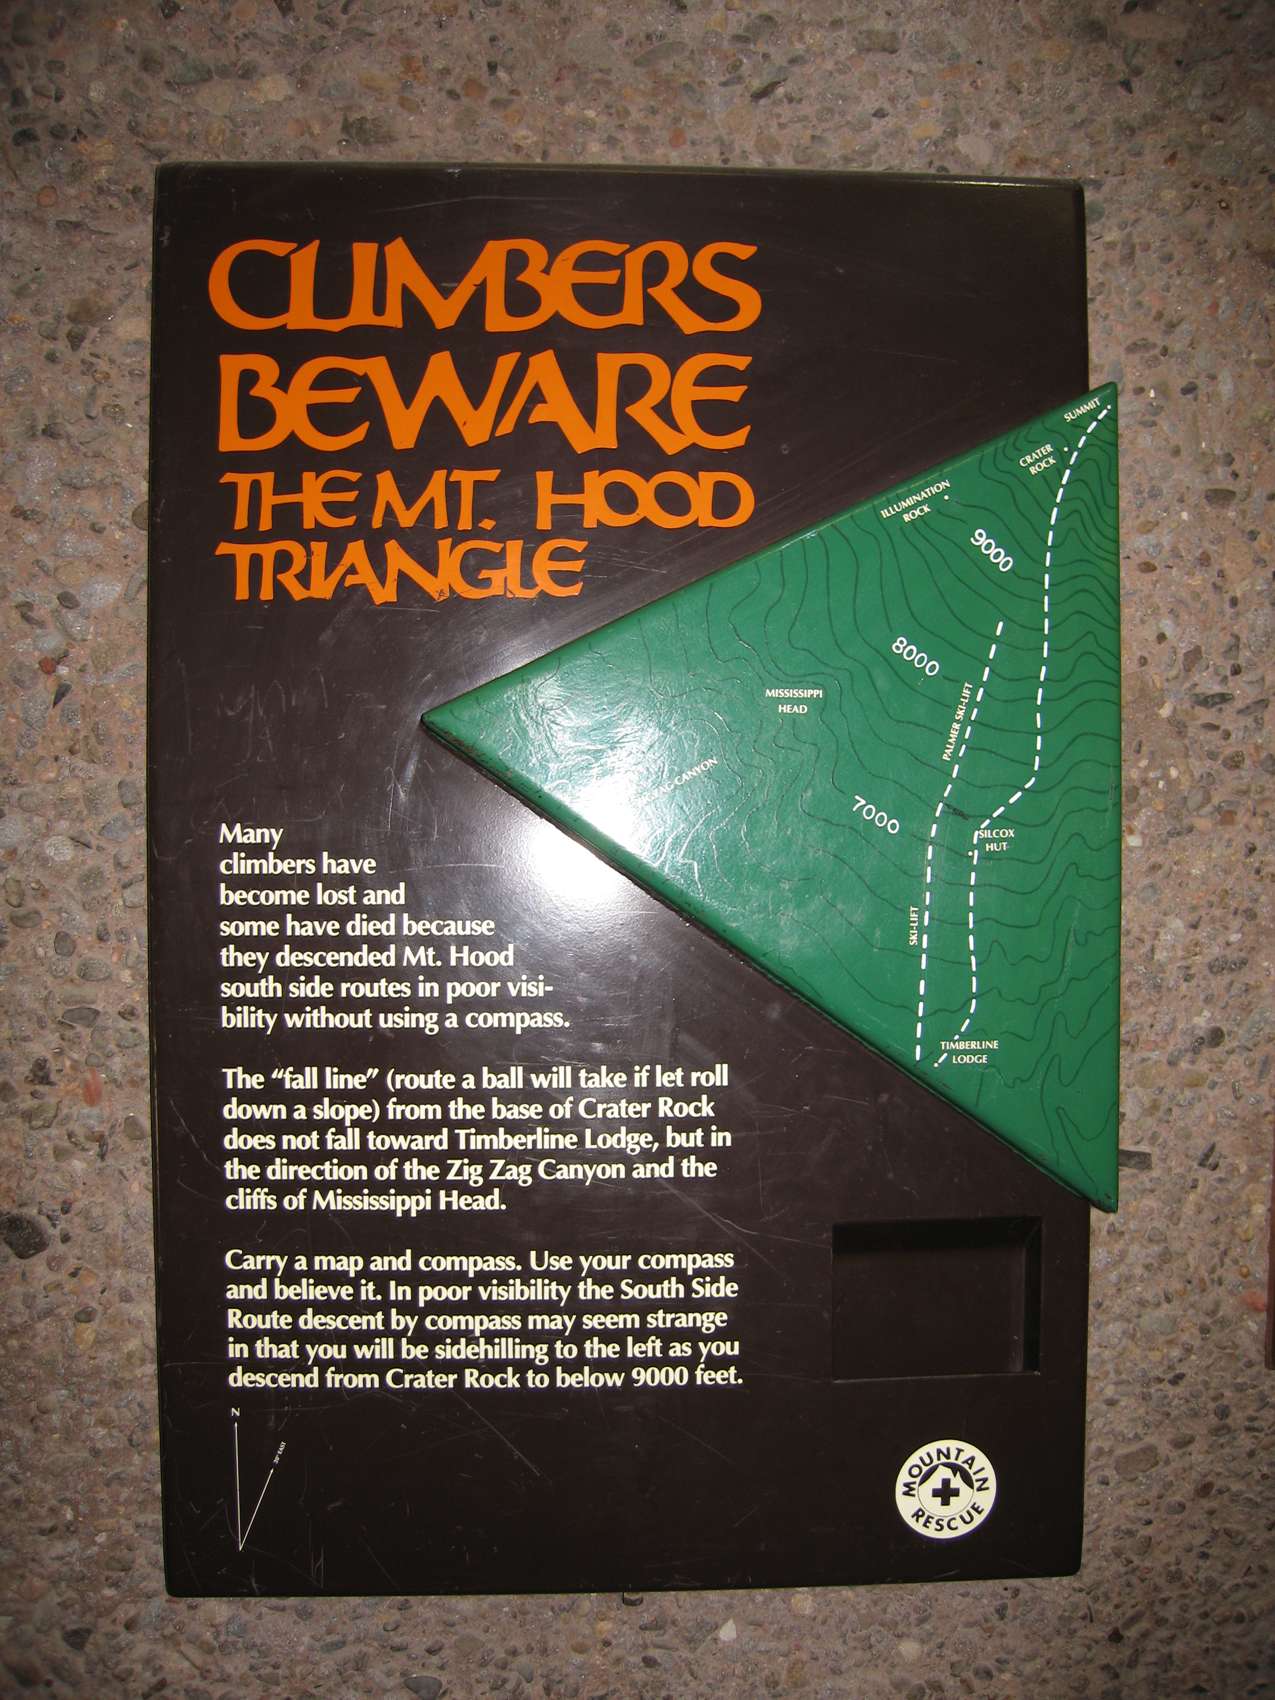 CLIMBERS
BEWARE
THE MT. HOOD
TRIANGLE
SUMMIT
CRATER
ROCK
ILLUMINATION
ROCK
9000
8000
MISSISSIPPI
HEAD
PALMER SKI-LIFT
CANYON
7000
SILCOX
HUT
SKI-LIFT
TIMBERLINE
LODGE
Many
climbers have
become lost and
some have died because
they descended Mt. Hood
south side routes in poor visi-
bility without using a compass.
The “fall line” (route a ball will take if let roll
down a slope) from the base of Crater Rock
does not fall toward Timberline Lodge, but in
the direction of the Zig Zag Canyon and the
cliffs of Mississippi Head.
Carry a map and compass. Use your compass
and believe it. In poor visibility the South Side
Route descent by compass may seem strange
in that you will be sidehilling to the left as you
descend from Crater Rock to below 9000 feet.
N
20° EAST
MOUNTAIN
RESCUE